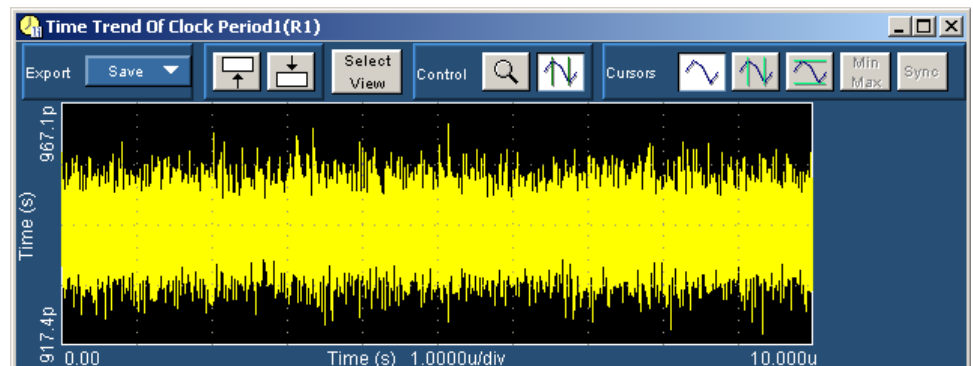 Time Trend Of Clock Period1(R1)
Export Save Select View Control Cursors Min Max Sync
967.1p
Time (s)
917.4p
0.00 Time (s) 1.0000u/div 10.000u